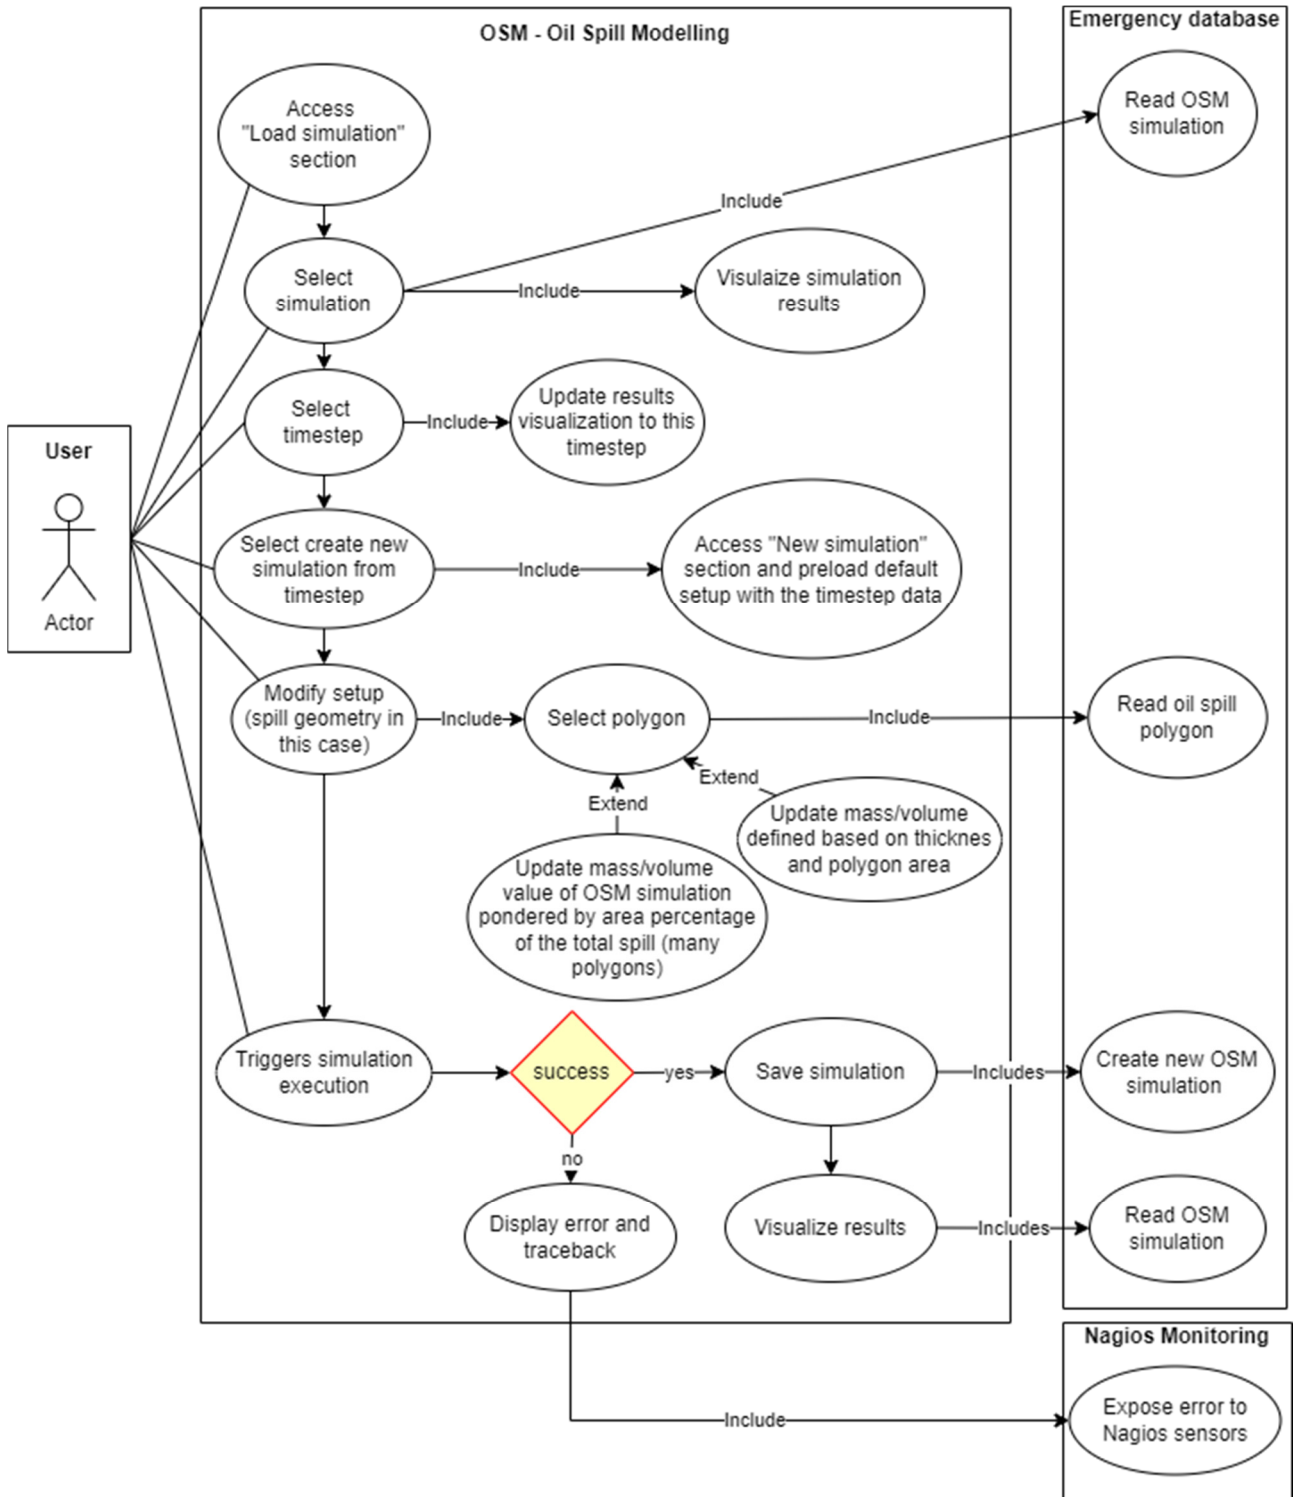 OSM - Oil Spill Modelling
Emergency database
Access
"Load simulation"
section
Read OSM
simulation
Include
Select
simulation
Include
Visulaize simulation
results
Select
timestep
Include
Update results
visualization to this
timestep
User
Actor
Select create new
simulation from
timestep
Include
Access "New simulation"
section and preload default
setup with the timestep data
Modify setup
(spill geometry in
this case)
Include
Select polygon
Include
Read oil spill
polygon
Extend
Extend
Update mass/volume
defined based on thicknes
and polygon area
Update mass/volume
value of OSM simulation
pondered by area percentage
of the total spill (many
polygons)
Triggers simulation
execution
success
yes
Save simulation
Includes
Create new OSM
simulation
no
Display error and
traceback
Visualize results
Includes
Read OSM
simulation
Nagios Monitoring
Include
Expose error to
Nagios sensors